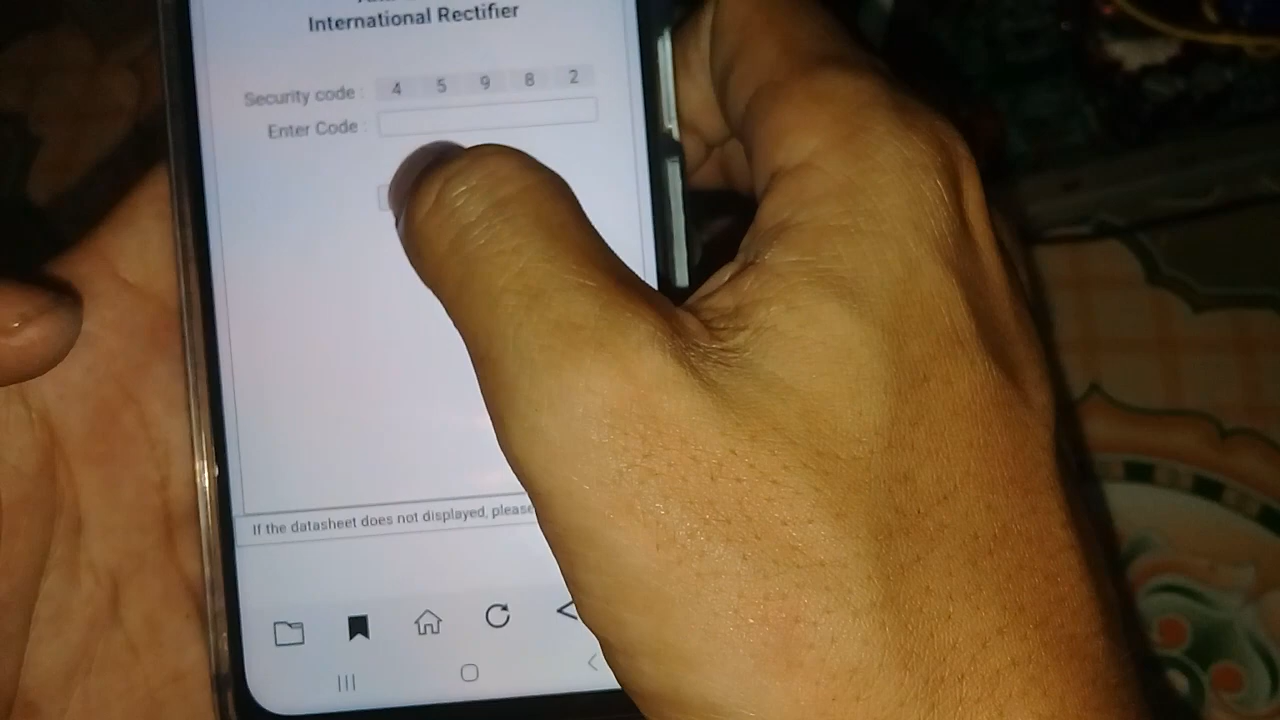 International Rectifier
Security code : 4 5 9 8 2
Enter Code :
If the datasheet does not displayed, please